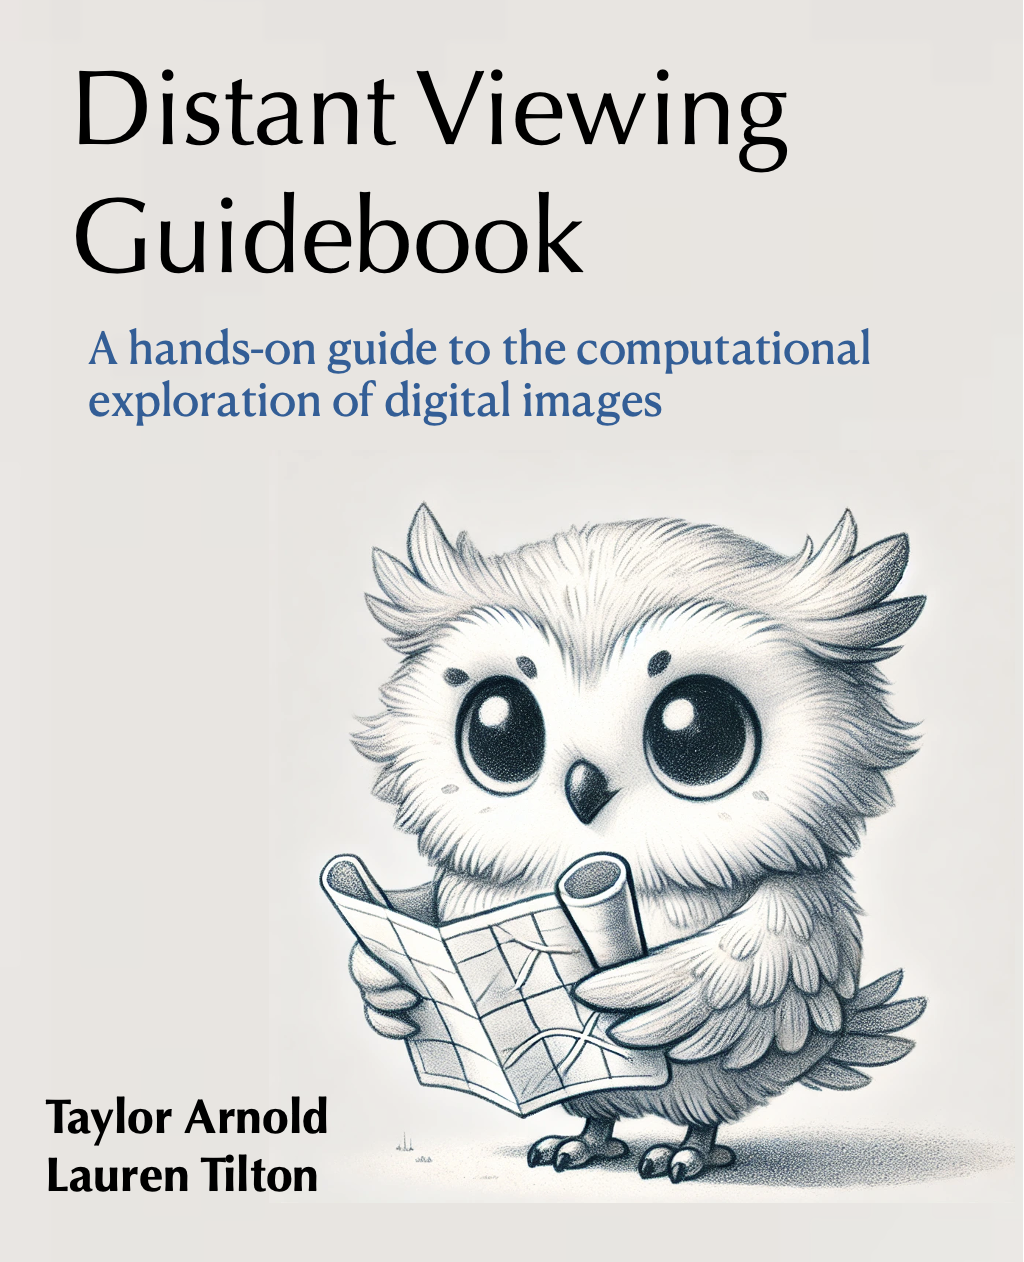 Distant Viewing
Guidebook
A hands-on guide to the computational
exploration of digital images
Taylor Arnold
Lauren Tilton